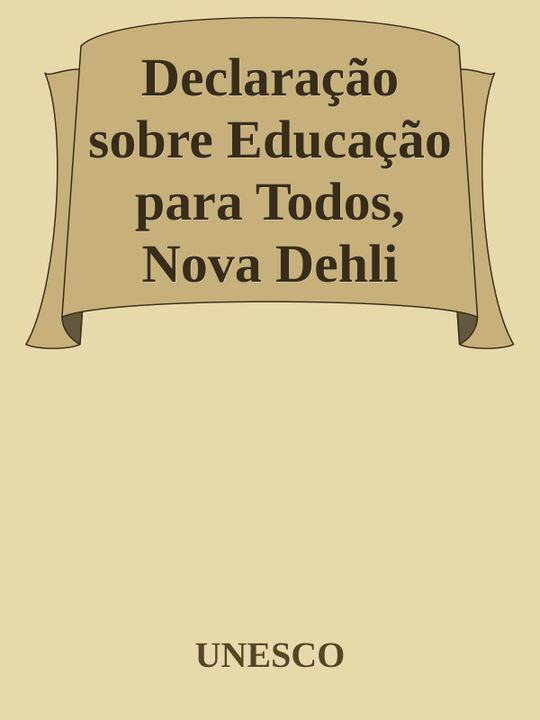 Declaração
sobre Educação
para Todos,
Nova Dehli
UNESCO